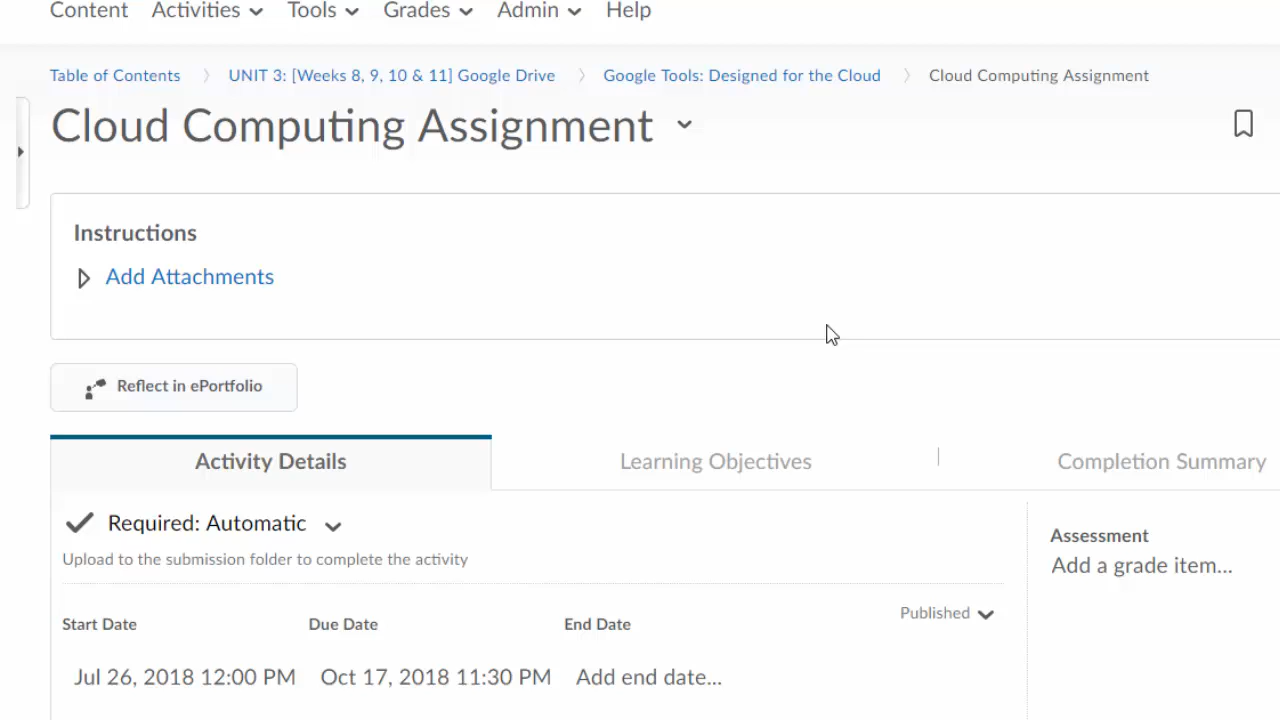 Content Activities Tools Grades Admin Help
Table of Contents UNIT 3: [Weeks 8, 9, 10 & 11] Google Drive Google Tools: Designed for the Cloud Cloud Computing Assignment
Cloud Computing Assignment
Instructions
Add Attachments
Reflect in ePortfolio
Activity Details Learning Objectives Completion Summary
Required: Automatic
Upload to the submission folder to complete the activity
Assessment
Add a grade item...
Published
Start Date Due Date End Date
Jul 26, 2018 12:00 PM Oct 17, 2018 11:30 PM Add end date...